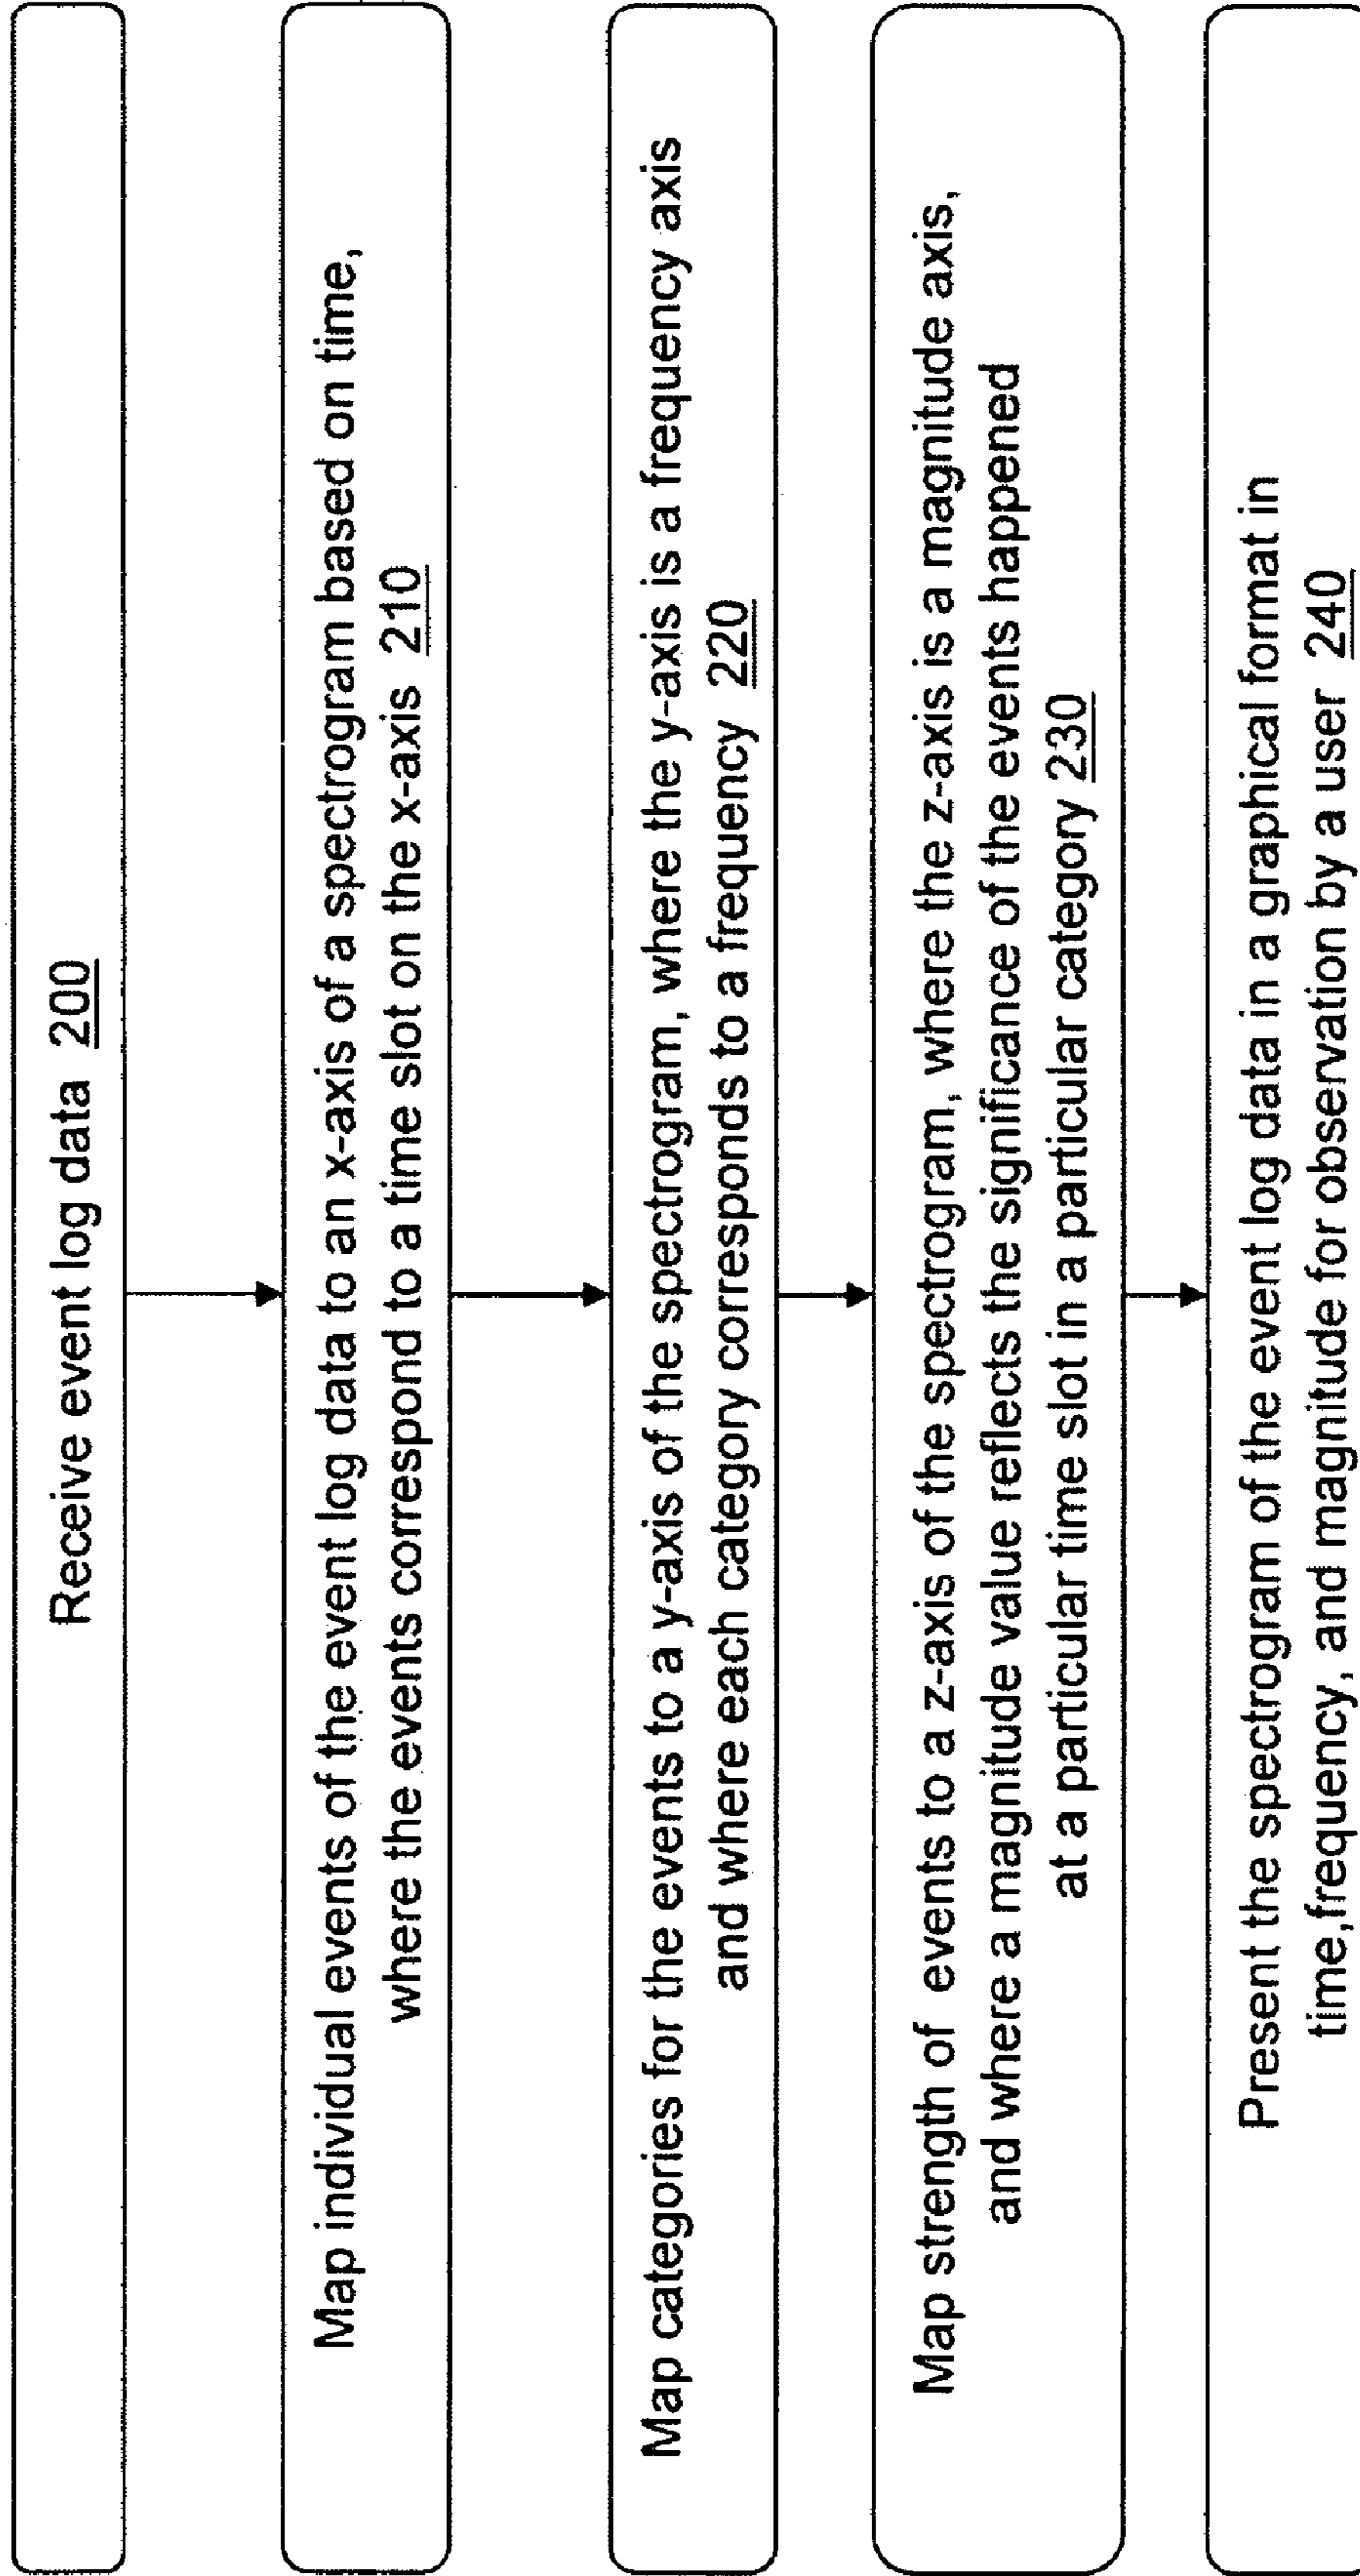 Receive event log data 200
Map individual events of the event log data to an x-axis of a spectrogram based on time,
where the events correspond to a time slot on the x-axis 210
Map categories for the events to a y-axis of the spectrogram, where the y-axis is a frequency axis
and where each category corresponds to a frequency 220
Map strength of events to a z-axis of the spectrogram, where the z-axis is a magnitude axis,
and where a magnitude value reflects the significance of the events happened
at a particular time slot in a particular category 230
Present the spectrogram of the event log data in a graphical format in
time,frequency, and magnitude for observation by a user 240